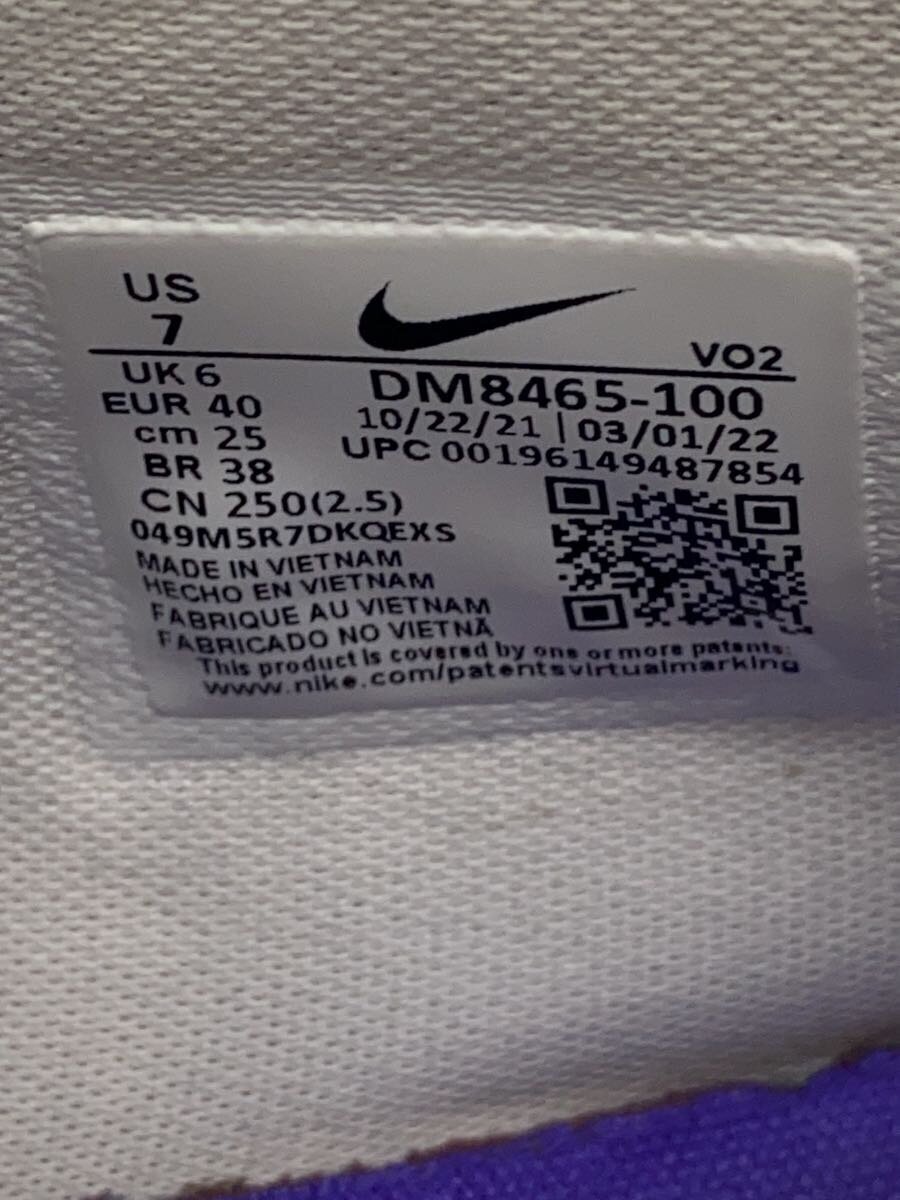 US
7
VO2
UK 6
EUR 40
cm 25
BR 38
CN 250(2.5)
DM8465-100
10/22/21 | 03/01/22
UPC 00196149487854
049M5R7DKQEXS
MADE IN VIETNAM
HECHO EN VIETNAM
FABRIQUE AU VIETNAM
FABRICADO NO VIETNÃ
This product is covered by one or more patents:
www.nike.com/patentsvirtualmarking